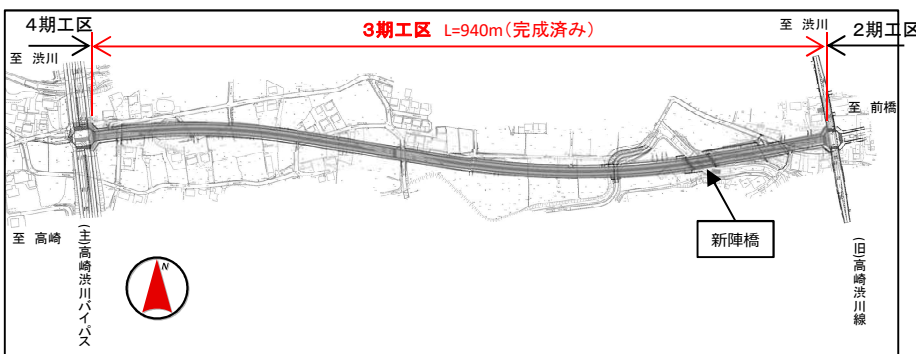 4期工区
3期工区 L=940m(完成済み)
至 渋川
2期工区
至 渋川
至 前橋
新陣橋
至 高崎
(主)高崎渋川バイパス
(旧)高崎渋川線
N